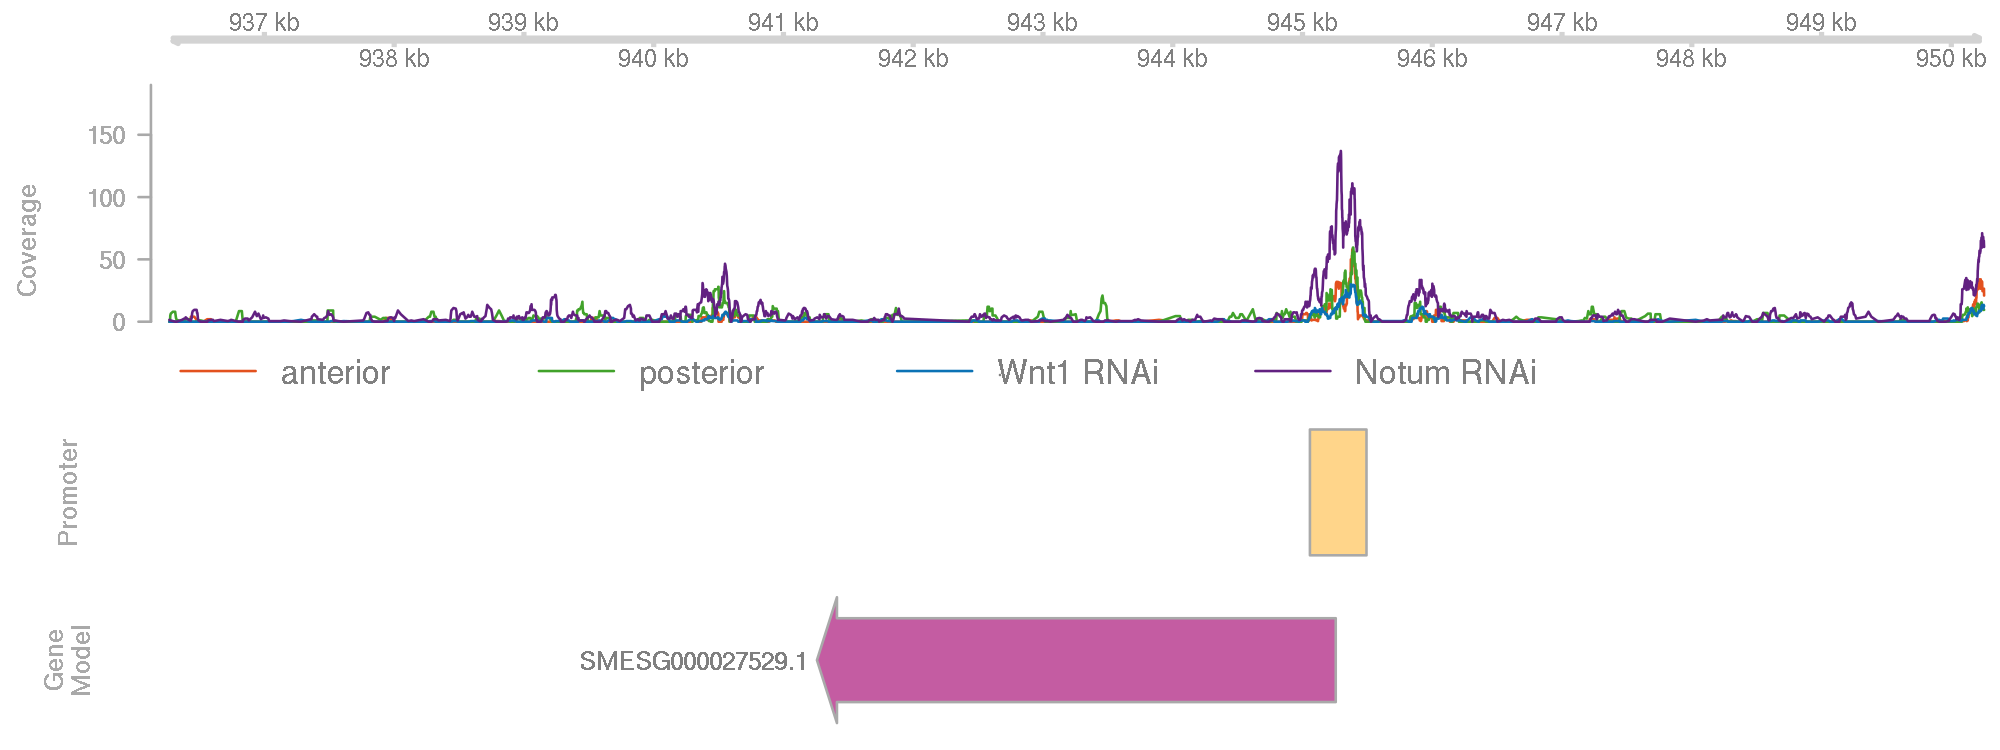 937 kb 939 kb 941 kb 943 kb 945 kb 947 kb 949 kb
938 kb 940 kb 942 kb 944 kb 946 kb 948 kb 950 kb
Coverage
150
100
50
0
anterior posterior Wnt1 RNAi Notum RNAi
Promoter
Gene
Model
SMESG000027529.1